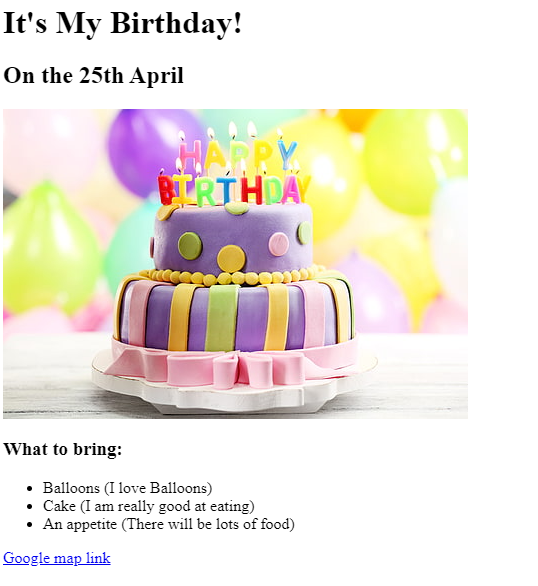 It's My Birthday!
On the 25th April
HAPPY
BIRTHDAY
What to bring:
Balloons (I love Balloons)
Cake (I am really good at eating)
An appetite (There will be lots of food)
Google map link